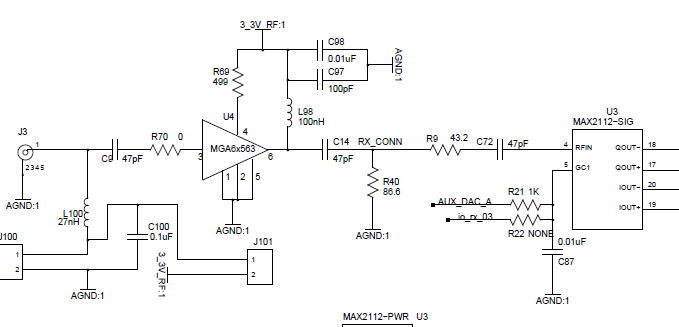 3_3V_RF:1
C98
0.01uF
AGND:1
R69
499
C97
100pF
U4
L98
100nH
U3
MAX2112-SIG
J3
1
2345
C9
47pF
R70 0
3
4
MGA6x563
6
1 2 5
C14
47pF
RX_CONN
R9 43.2
C72
47pF
4 RFIN
QOUT- 18
5 GC1
QOUT+ 17
IOUT- 20
IOUT+ 19
R40
86.6
AGND:1
L100
27nH
AGND:1
AGND:1
AUX_DAC_A
R21 1K
io_rx_03
R22 NONE
C100
0.1uF
J100
1
2
J101
1
2
3_3V_RF:1
0.01uF
C87
AGND:1
AGND:1
MAX2112-PWR U3